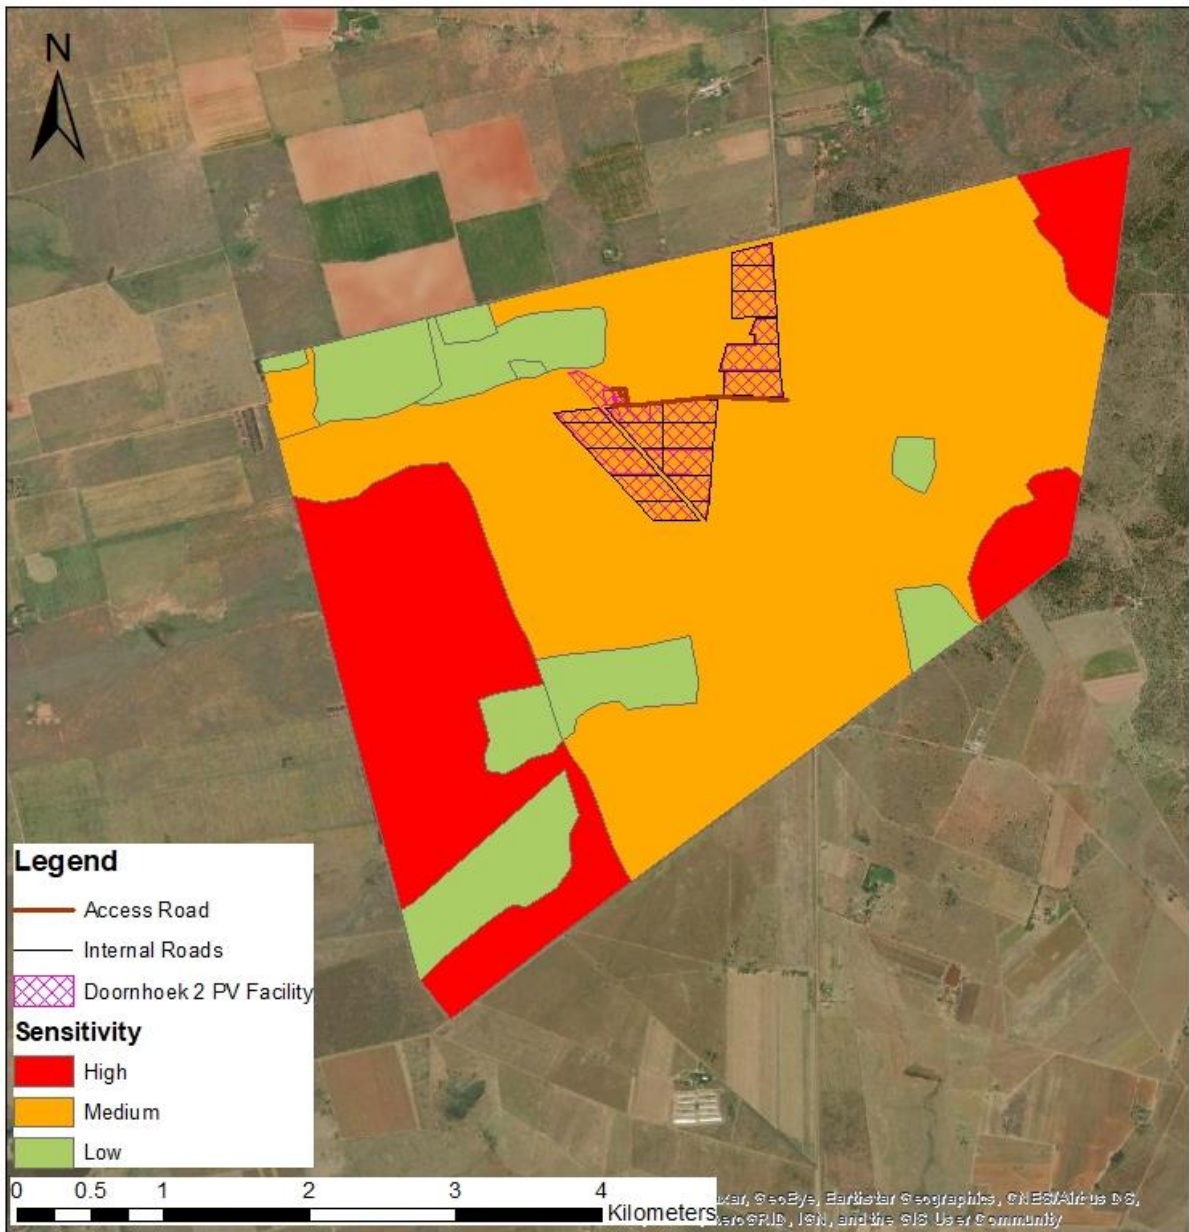 N
Legend
Access Road
Internal Roads
Doornhoek 2 PV Facility
Sensitivity
High
Medium
Low
0 0.5 1 2 3 4
Kilometers
GeoEye, Earthstar Geographics, CNES/Airbus DS,
IGN, and the GIS User Community